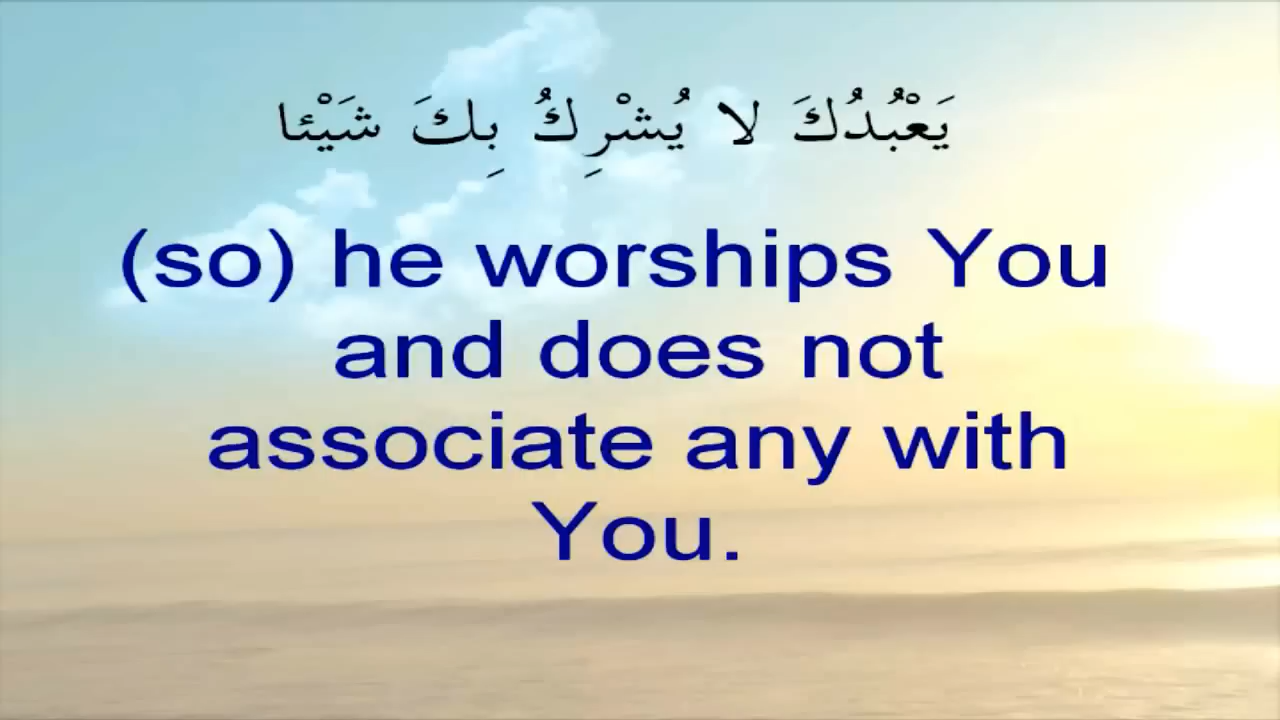 يَعْبُدُكَ لا يُشْرِكُ بِكَ شَيْئا
(so) he worships You
and does not
associate any with
You.